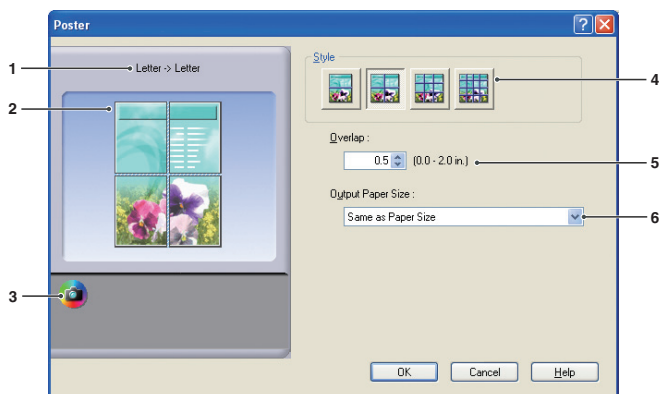 Poster
1
Letter -> Letter
2
3
Style
4
Overlap :
0.5 (0.0 - 2.0 in.)
5
Output Paper Size :
Same as Paper Size
6
OK Cancel Help